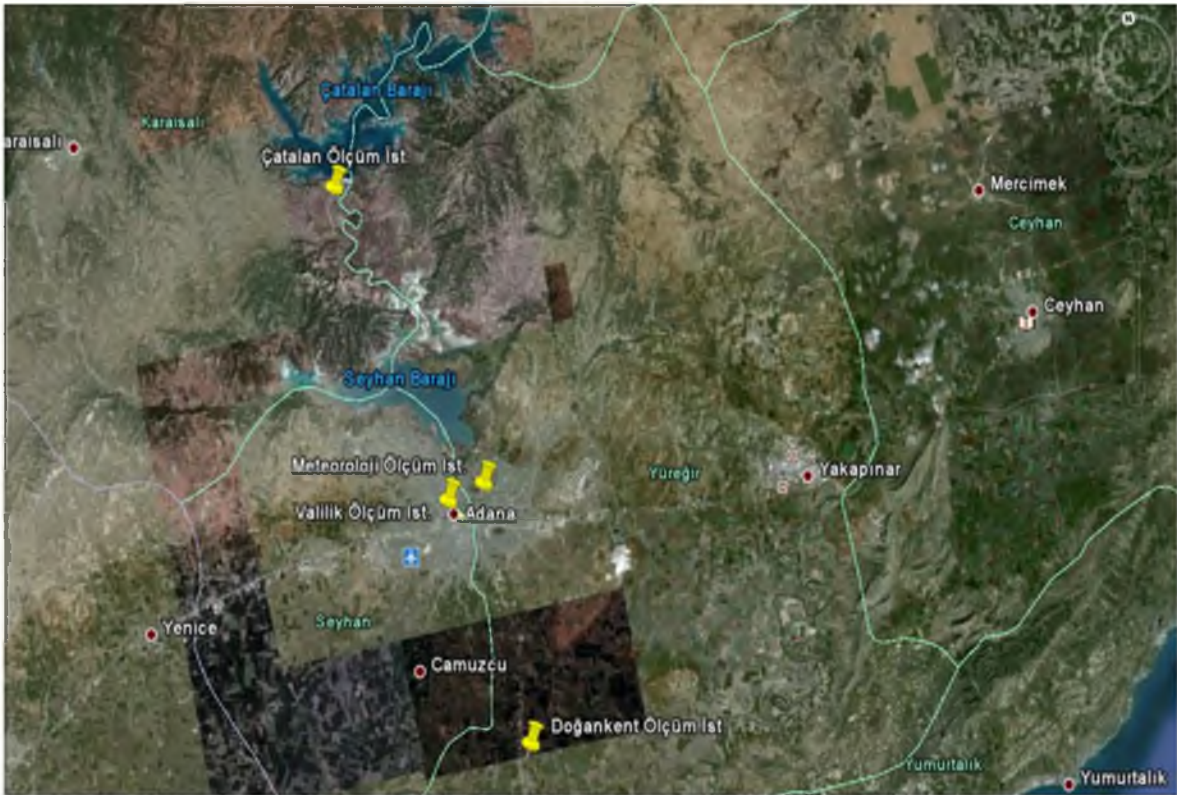 Çatalan Barajı
Karaisalı
araisalı
Çatalan Ölçüm İst.
Mercimek
Ceyhan
Ceyhan
Seyhan Barajı
Meteoroloji Ölçüm İst.
Yüreğir
Yakapınar
Valilik Ölçüm İst.
Adana
Seyhan
Yenice
Camuzcu
Doğankent Ölçüm İst
Yumurtalık
Yumurtalık
N